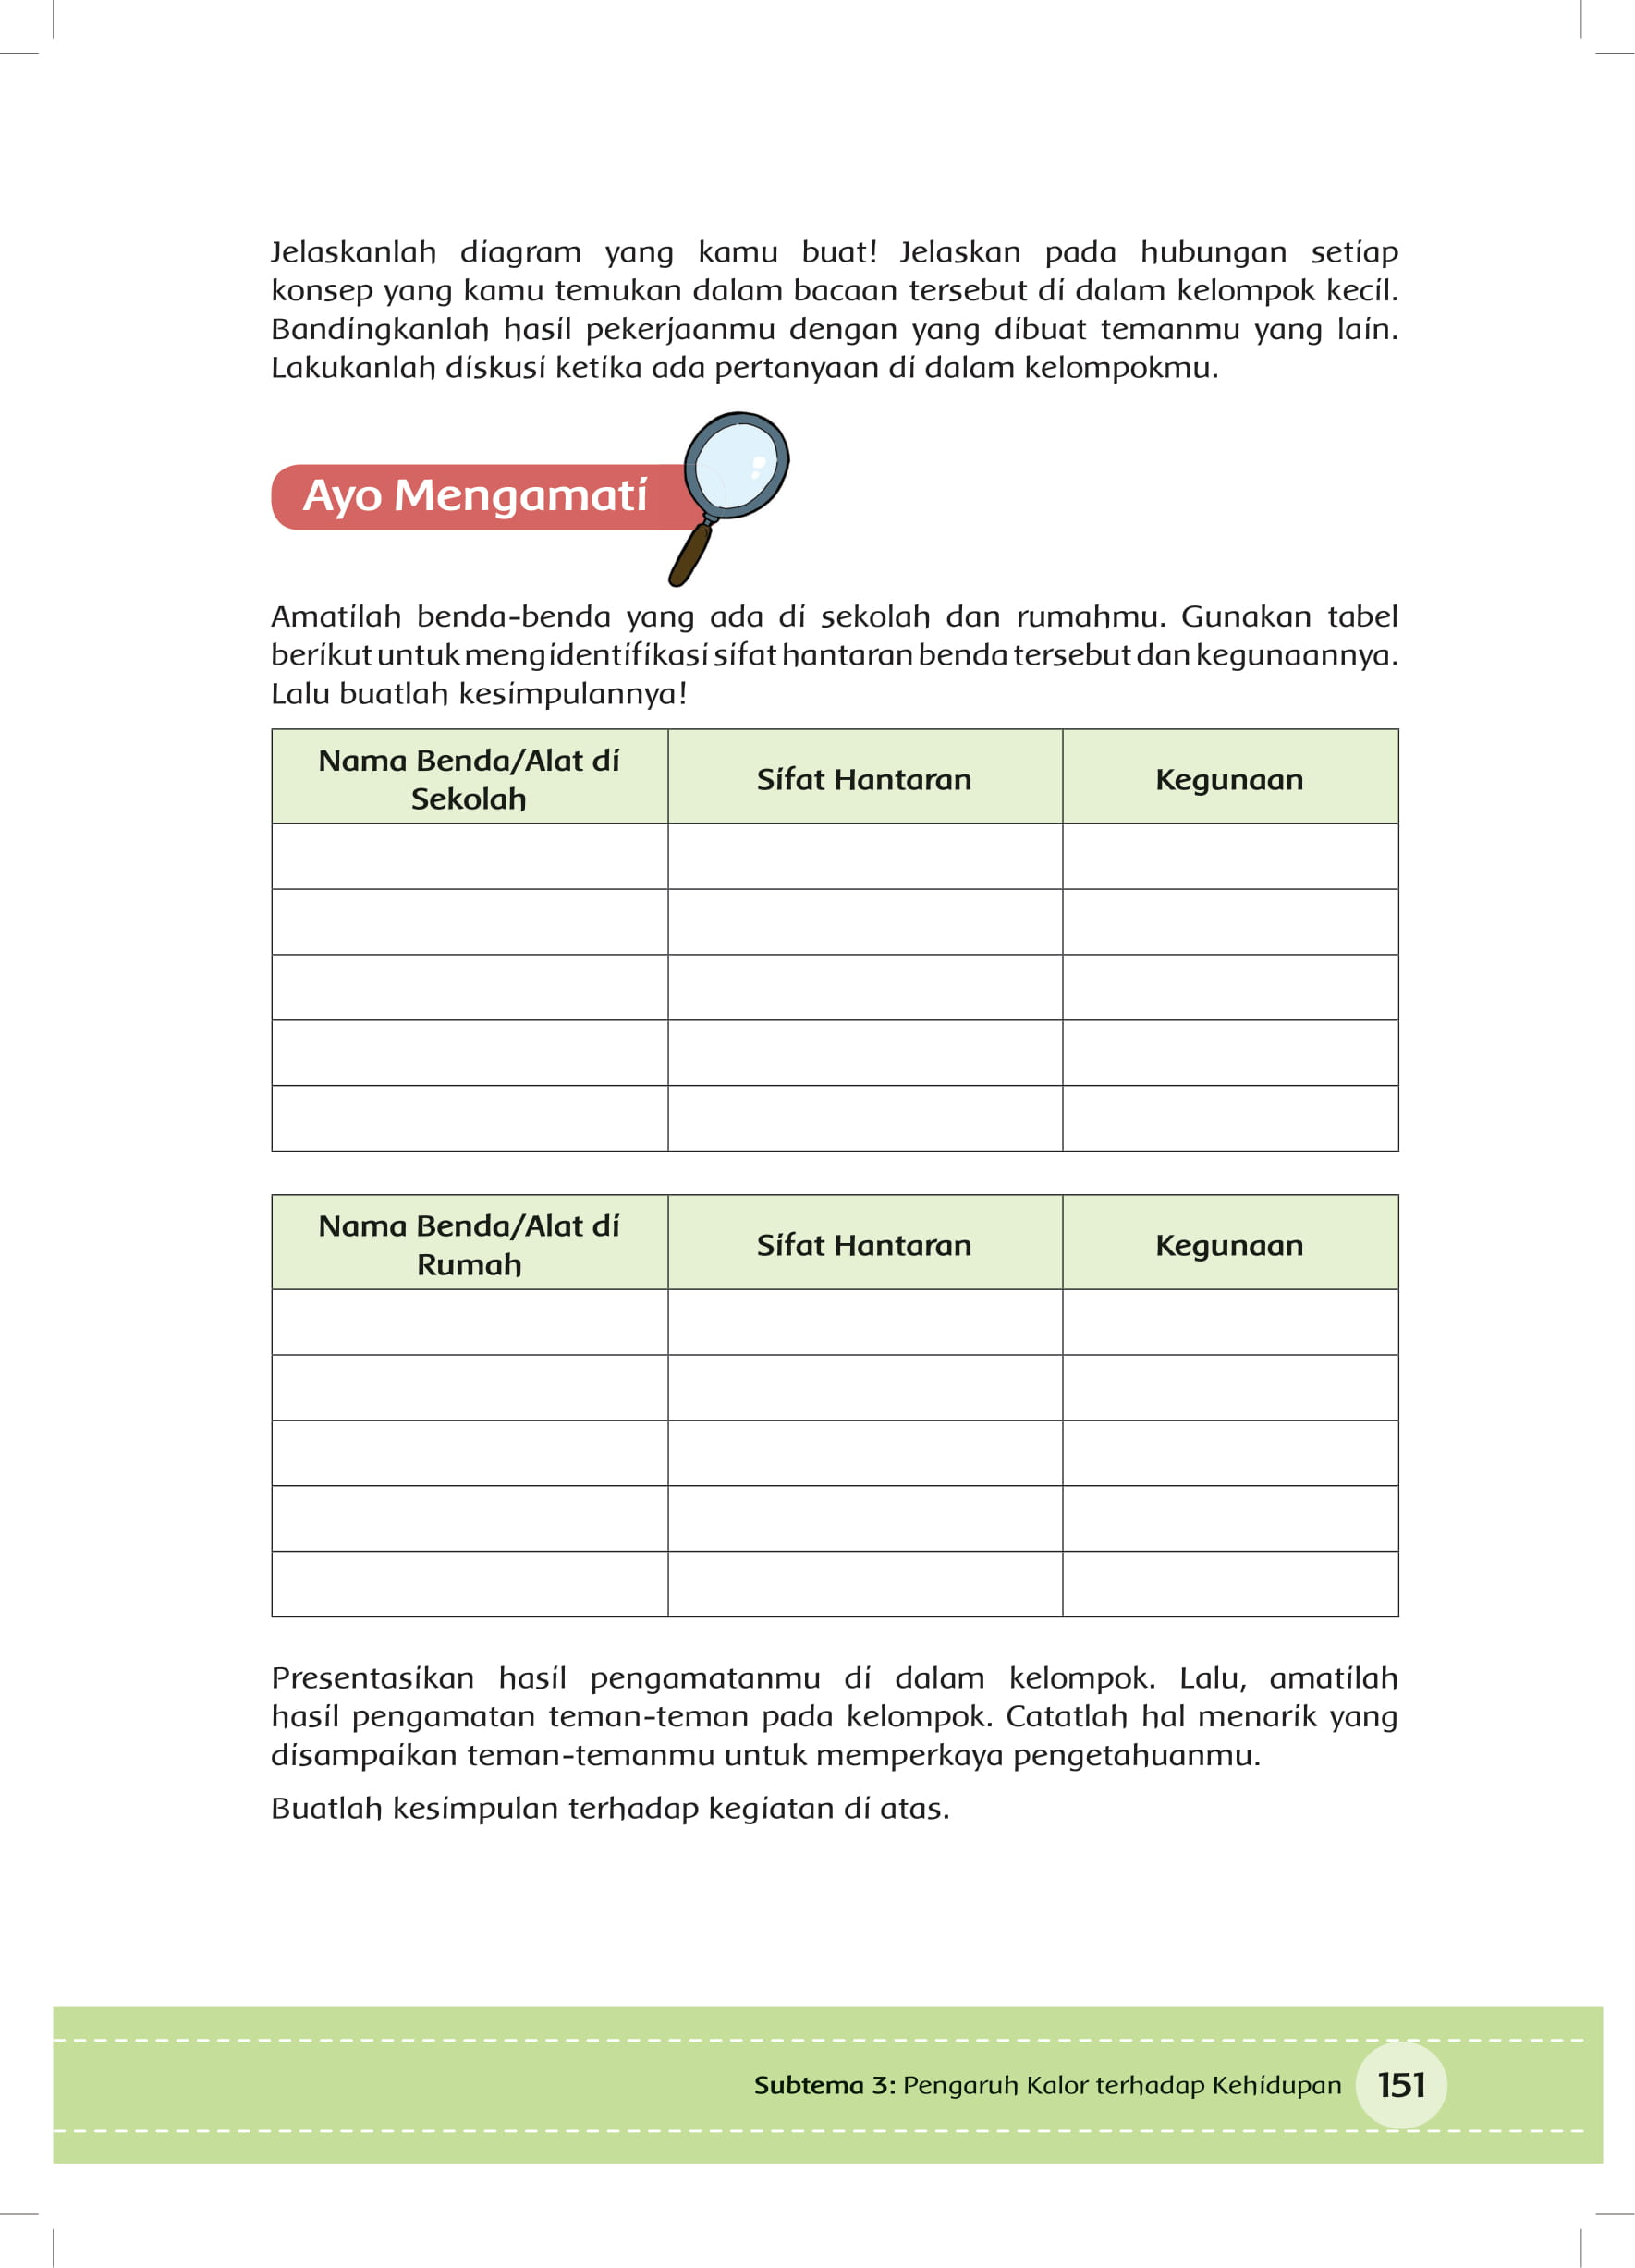 Jelaskanlah diagram yang kamu buat! Jelaskan pada hubungan setiap
konsep yang kamu temukan dalam bacaan tersebut di dalam kelompok kecil.
Bandingkanlah hasil pekerjaanmu dengan yang dibuat temanmu yang lain.
Lakukanlah diskusi ketika ada pertanyaan di dalam kelompokmu.
Ayo Mengamati
Amatilah benda-benda yang ada di sekolah dan rumahmu. Gunakan tabel
berikut untuk mengidentifikasi sifat hantaran benda tersebut dan kegunaannya.
Lalu buatlah kesimpulannya!
Nama Benda/Alat di
Sekolah
Sifat Hantaran
Kegunaan
Nama Benda/Alat di
Rumah
Sifat Hantaran
Kegunaan
Presentasikan hasil pengamatanmu di dalam kelompok. Lalu, amatilah
hasil pengamatan teman-teman pada kelompok. Catatlah hal menarik yang
disampaikan teman-temanmu untuk memperkaya pengetahuanmu.
Buatlah kesimpulan terhadap kegiatan di atas.
Subtema 3: Pengaruh Kalor terhadap Kehidupan 151